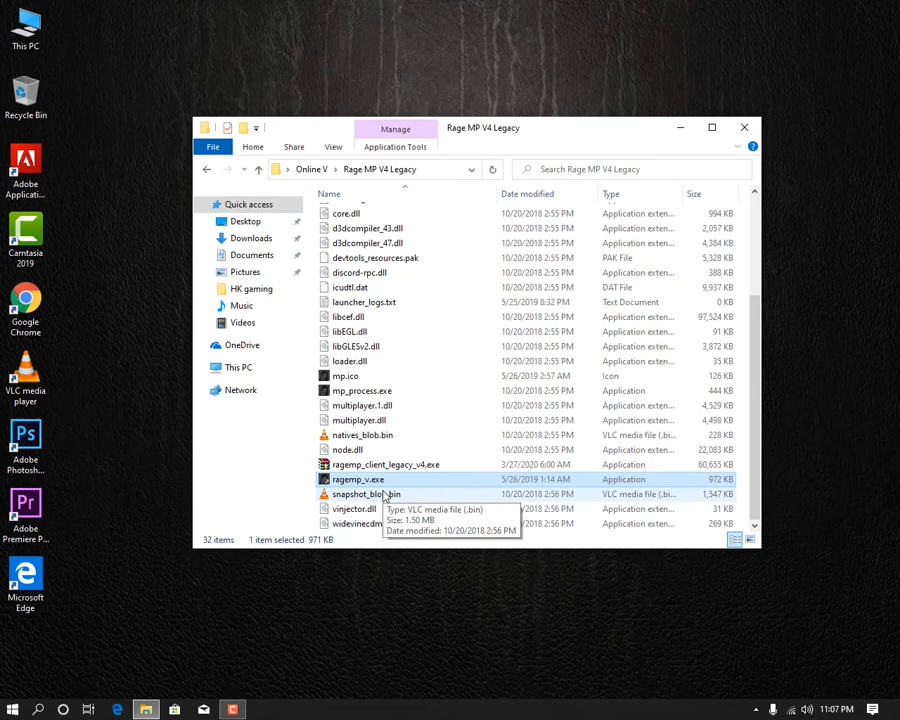 This PC
Recycle Bin
Adobe
Applicati...
Camtasia
2019
Google
Chrome
VLC media
player
Adobe
Photosh...
Adobe
Premiere P...
Microsoft
Edge
Manage
Rage MP V4 Legacy
File
Home
Share
View
Application Tools
Online V
Rage MP V4 Legacy
Search Rage MP V4 Legacy
Quick access
Desktop
Downloads
Documents
Pictures
HK gaming
Music
Videos
OneDrive
This PC
Network
Name Date modified Type Size
core.dll 10/20/2018 2:55 PM Application exten... 994 KB
d3dcompiler_43.dll 10/20/2018 2:55 PM Application exten... 2,057 KB
d3dcompiler_47.dll 10/20/2018 2:55 PM Application exten... 4,384 KB
devtools_resources.pak 10/20/2018 2:55 PM PAK File 5,328 KB
discord-rpc.dll 10/20/2018 2:55 PM Application exten... 388 KB
icudtl.dat 10/20/2018 2:55 PM DAT File 9,937 KB
launcher_logs.txt 5/25/2019 8:32 PM Text Document 0 KB
libcef.dll 10/20/2018 2:55 PM Application exten... 97,524 KB
libEGL.dll 10/20/2018 2:55 PM Application exten... 91 KB
libGLESv2.dll 10/20/2018 2:55 PM Application exten... 3,872 KB
loader.dll 10/20/2018 2:55 PM Application exten... 35 KB
mp.ico 5/26/2019 2:57 AM Icon 126 KB
mp_process.exe 10/20/2018 2:55 PM Application 444 KB
multiplayer.1.dll 10/20/2018 2:55 PM Application exten... 4,529 KB
multiplayer.dll 10/20/2018 2:55 PM Application exten... 4,690 KB
natives_blob.bin 10/20/2018 2:55 PM VLC media file (.bi... 228 KB
node.dll 10/20/2018 2:55 PM Application exten... 22,083 KB
ragemp_client_legacy_v4.exe 3/27/2020 6:00 AM Application 60,655 KB
ragemp_v.exe 5/26/2019 1:14 AM Application 972 KB
snapshot_blob.bin 10/20/2018 2:56 PM VLC media file (.bi... 1,547 KB
vinjector.dll 10/20/2018 2:56 PM Application exten... 31 KB
widevinecdm 10/20/2018 2:56 PM Application exten... 269 KB
Type: VLC media file (.bin)
Size: 1.50 MB
Date modified: 10/20/2018 2:56 PM
32 items 1 item selected 971 KB
11:07 PM